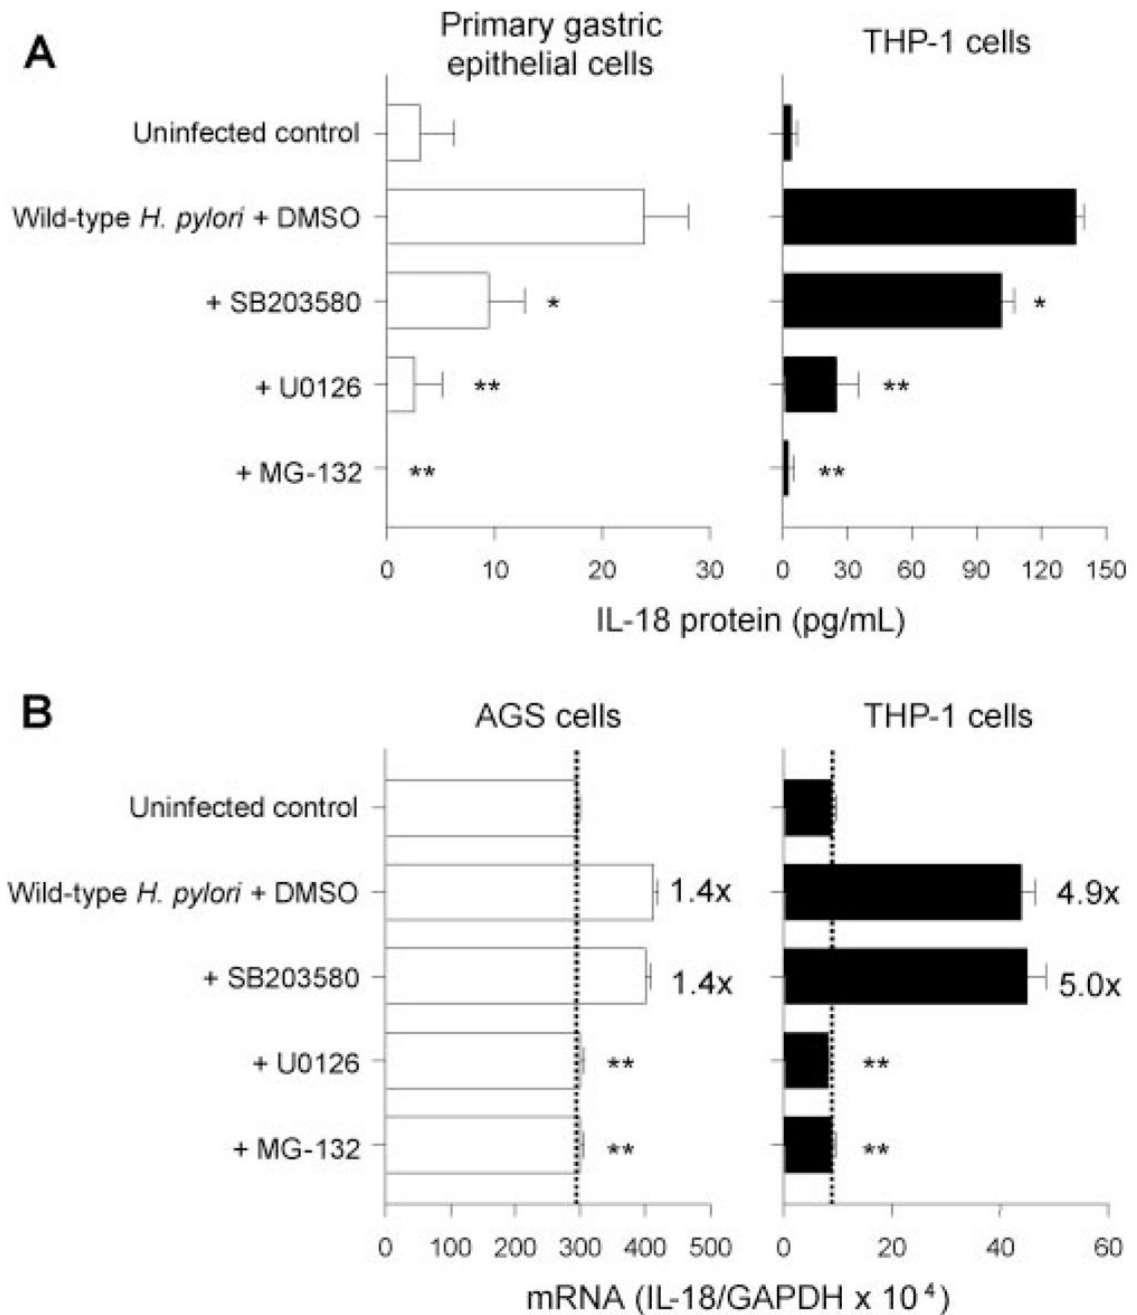 A
Primary gastric
epithelial cells
THP-1 cells
Uninfected control
Wild-type H. pylori + DMSO
+ SB203580 *
*
+ U0126 **
**
+ MG-132 **
**
0 10 20 30
0 30 60 90 120 150
IL-18 protein (pg/mL)
B
AGS cells
THP-1 cells
Uninfected control
Wild-type H. pylori + DMSO 1.4x
4.9x
+ SB203580 1.4x
5.0x
+ U0126 **
**
+ MG-132 **
**
0 100 200 300 400 500
0 20 40 60
mRNA (IL-18/GAPDH x 10⁴)